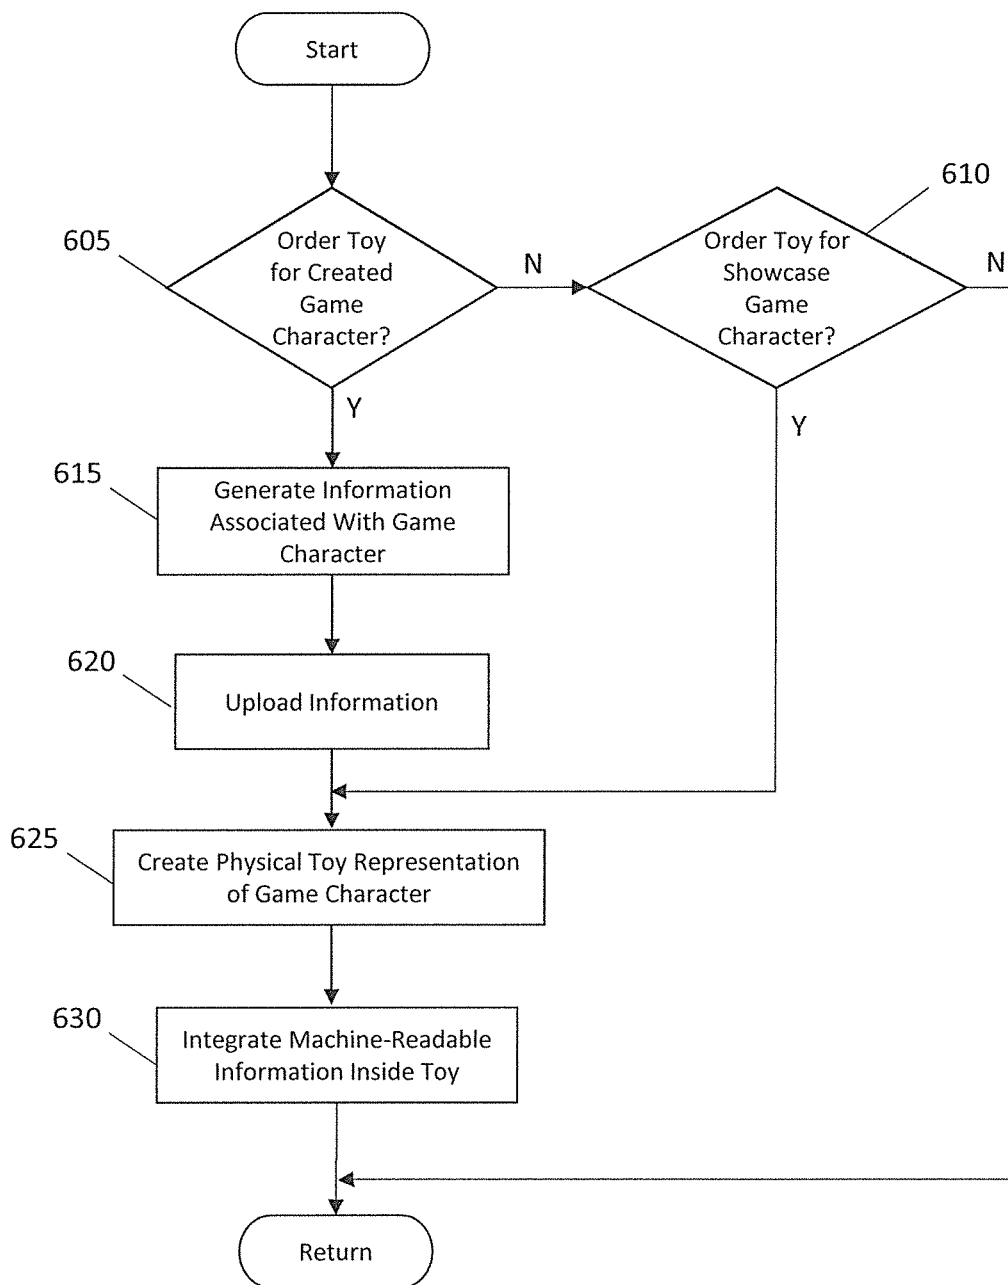 Start
610
605
Order Toy
for Created
Game
Character?
N
Order Toy for
Showcase
Game
Character?
N
Y
Y
615
Generate Information
Associated With Game
Character
620
Upload Information
625
Create Physical Toy Representation
of Game Character
630
Integrate Machine-Readable
Information Inside Toy
Return